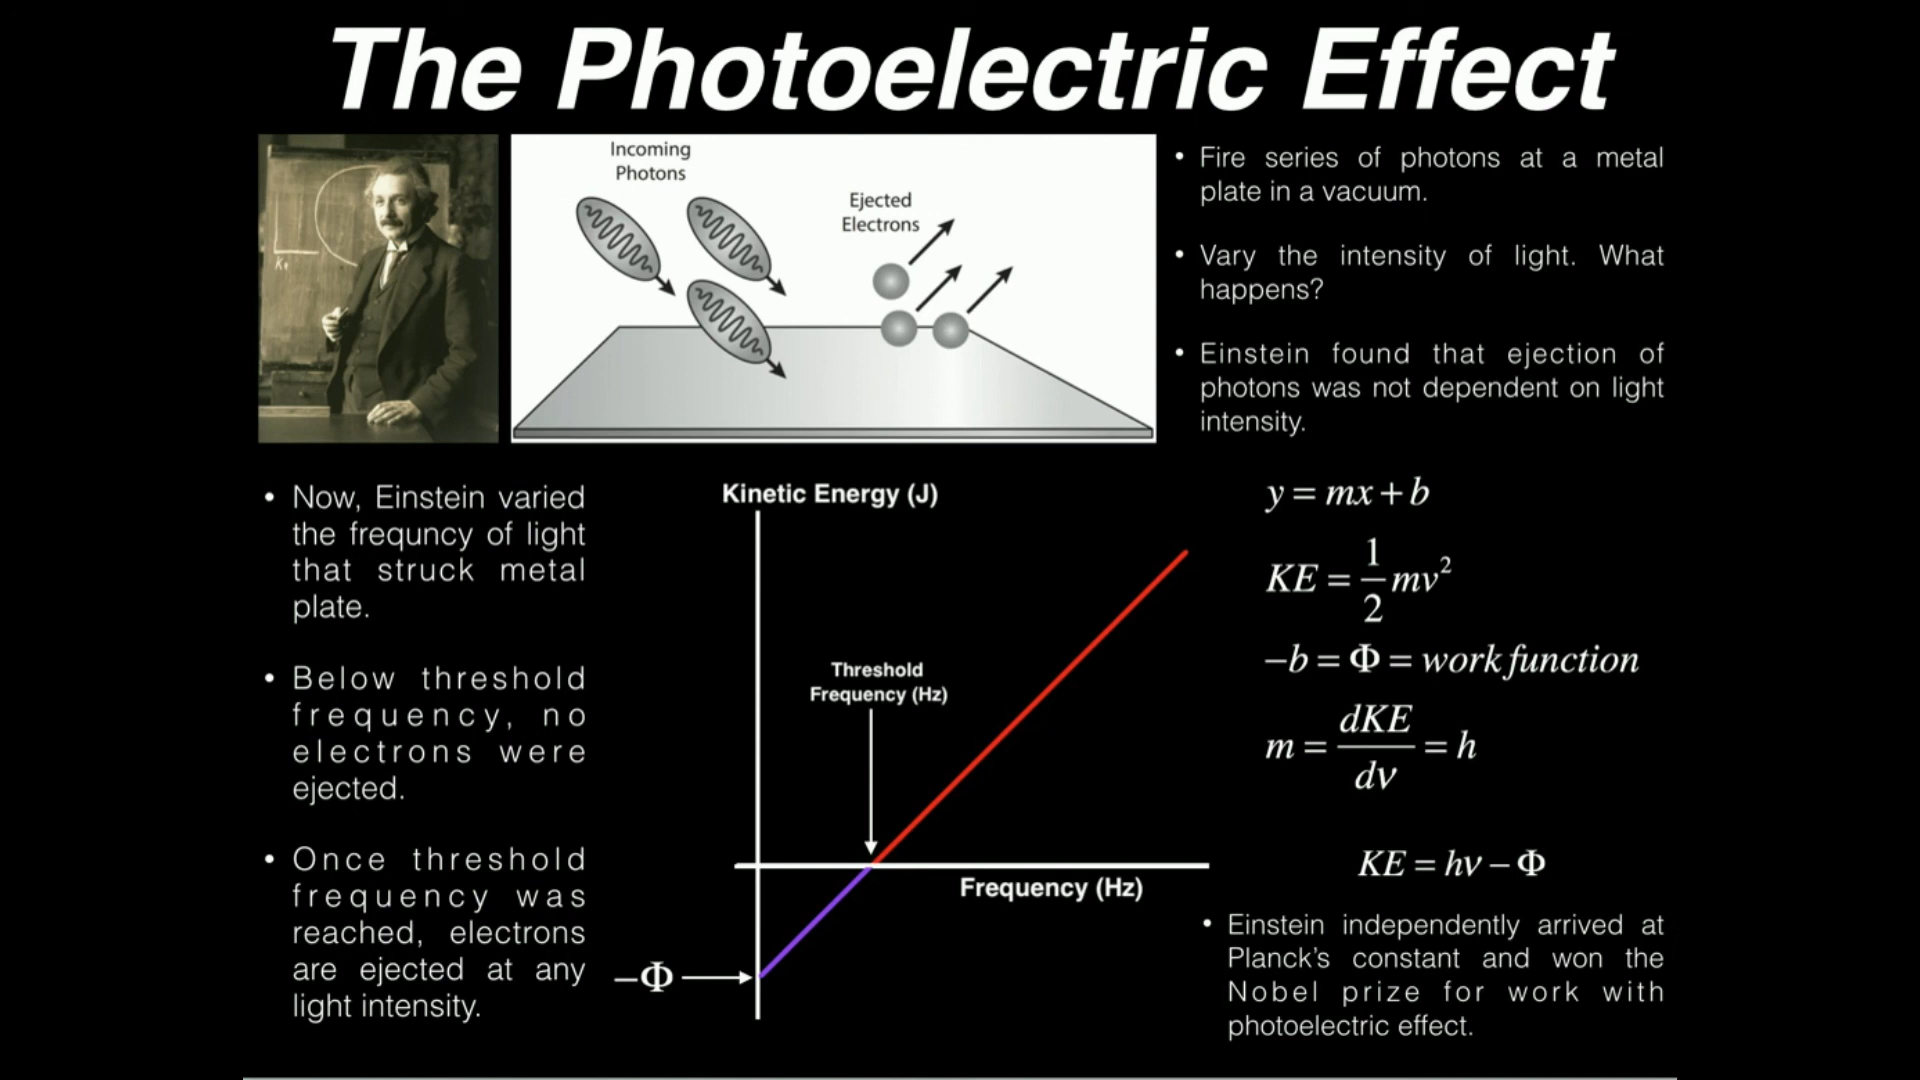 The Photoelectric Effect
Incoming
Photons
Ejected
Electrons
• Fire series of photons at a metal
plate in a vacuum.
• Vary the intensity of light. What
happens?
• Einstein found that ejection of
photons was not dependent on light
intensity.
• Now, Einstein varied
the frequncy of light
that struck metal
plate.
• Below threshold
frequency, no
electrons were
ejected.
• Once threshold
frequency was
reached, electrons
are ejected at any
light intensity.
Kinetic Energy (J)
Threshold
Frequency (Hz)
Frequency (Hz)
−Φ
y = mx + b
KE = 1/2 mv²
−b = Φ = work function
m = dKE/dν = h
KE = hν − Φ
• Einstein independently arrived at
Planck's constant and won the
Nobel prize for work with
photoelectric effect.